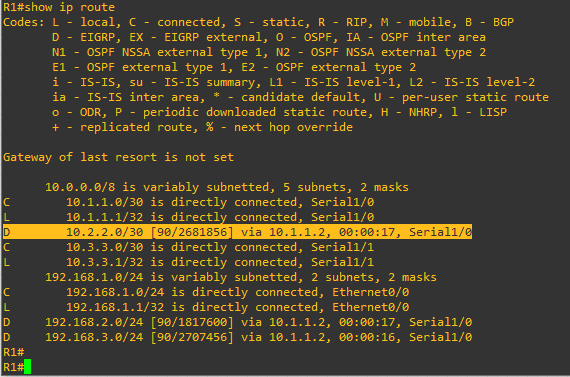 R1#show ip route
Codes: L - local, C - connected, S - static, R - RIP, M - mobile, B - BGP
D - EIGRP, EX - EIGRP external, O - OSPF, IA - OSPF inter area
N1 - OSPF NSSA external type 1, N2 - OSPF NSSA external type 2
E1 - OSPF external type 1, E2 - OSPF external type 2
i - IS-IS, su - IS-IS summary, L1 - IS-IS level-1, L2 - IS-IS level-2
ia - IS-IS inter area, * - candidate default, U - per-user static route
o - ODR, P - periodic downloaded static route, H - NHRP, l - LISP
+ - replicated route, % - next hop override
Gateway of last resort is not set
10.0.0.0/8 is variably subnetted, 5 subnets, 2 masks
C 10.1.1.0/30 is directly connected, Serial1/0
L 10.1.1.1/32 is directly connected, Serial1/0
D 10.2.2.0/30 [90/2681856] via 10.1.1.2, 00:00:17, Serial1/0
C 10.3.3.0/30 is directly connected, Serial1/1
L 10.3.3.1/32 is directly connected, Serial1/1
192.168.1.0/24 is variably subnetted, 2 subnets, 2 masks
C 192.168.1.0/24 is directly connected, Ethernet0/0
L 192.168.1.1/32 is directly connected, Ethernet0/0
D 192.168.2.0/24 [90/1817600] via 10.1.1.2, 00:00:17, Serial1/0
D 192.168.3.0/24 [90/2707456] via 10.1.1.2, 00:00:16, Serial1/0
R1#
R1#